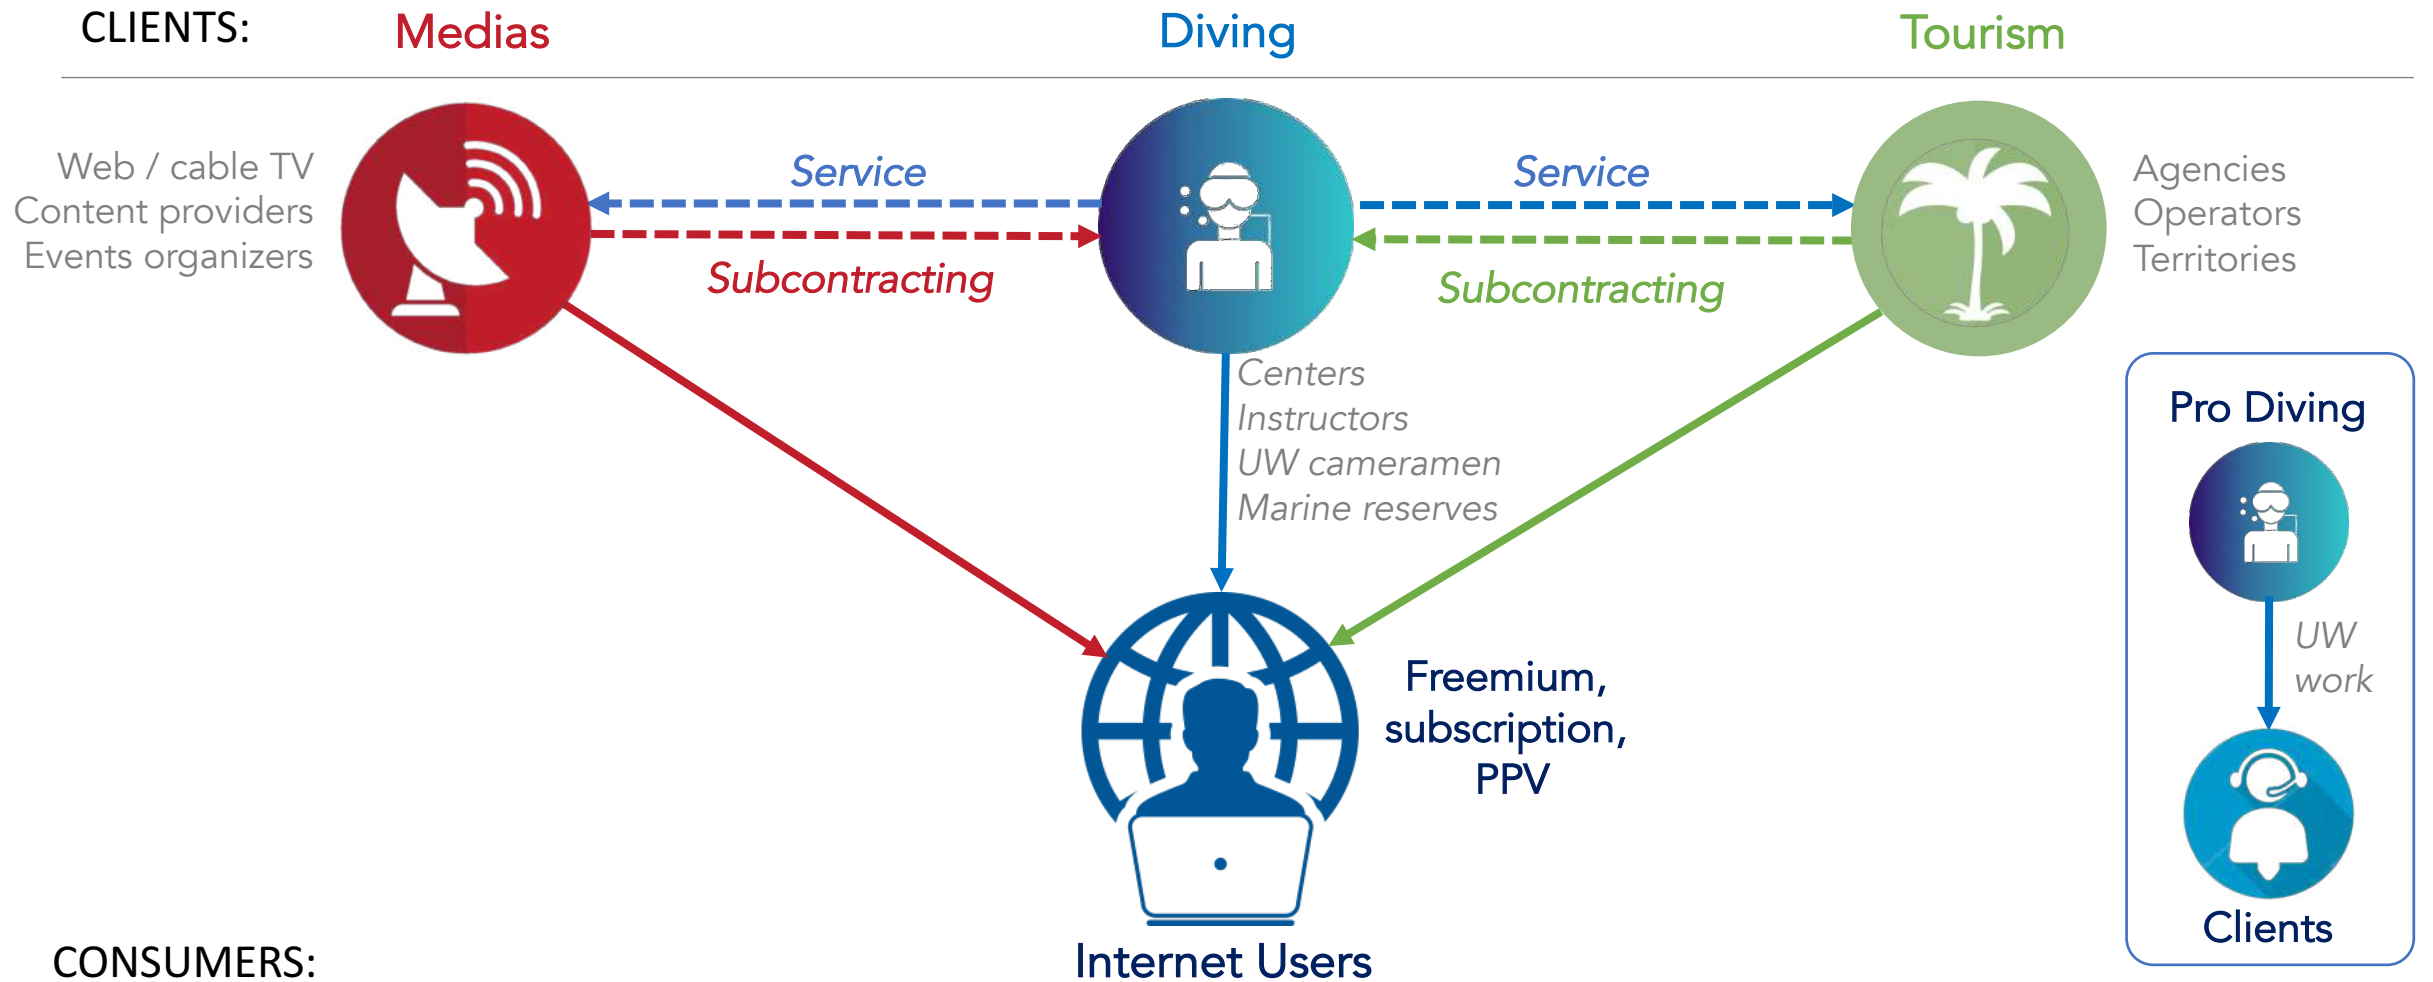 CLIENTS:
Medias
Diving
Tourism
Web / cable TV
Content providers
Events organizers
Service
Subcontracting
Service
Subcontracting
Agencies
Operators
Territories
Centers
Instructors
UW cameramen
Marine reserves
Pro Diving
UW
work
Clients
Freemium,
subscription,
PPV
Internet Users
CONSUMERS: